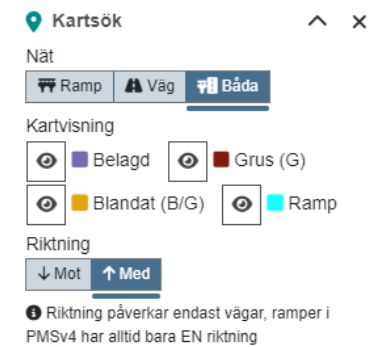 Kartsök
Nät
Ramp Väg Båda
Kartvisning
Belagd Grus (G)
Blandat (B/G) Ramp
Riktning
Mot Med
Riktning påverkar endast vägar, ramper i
PMSv4 har alltid bara EN riktning